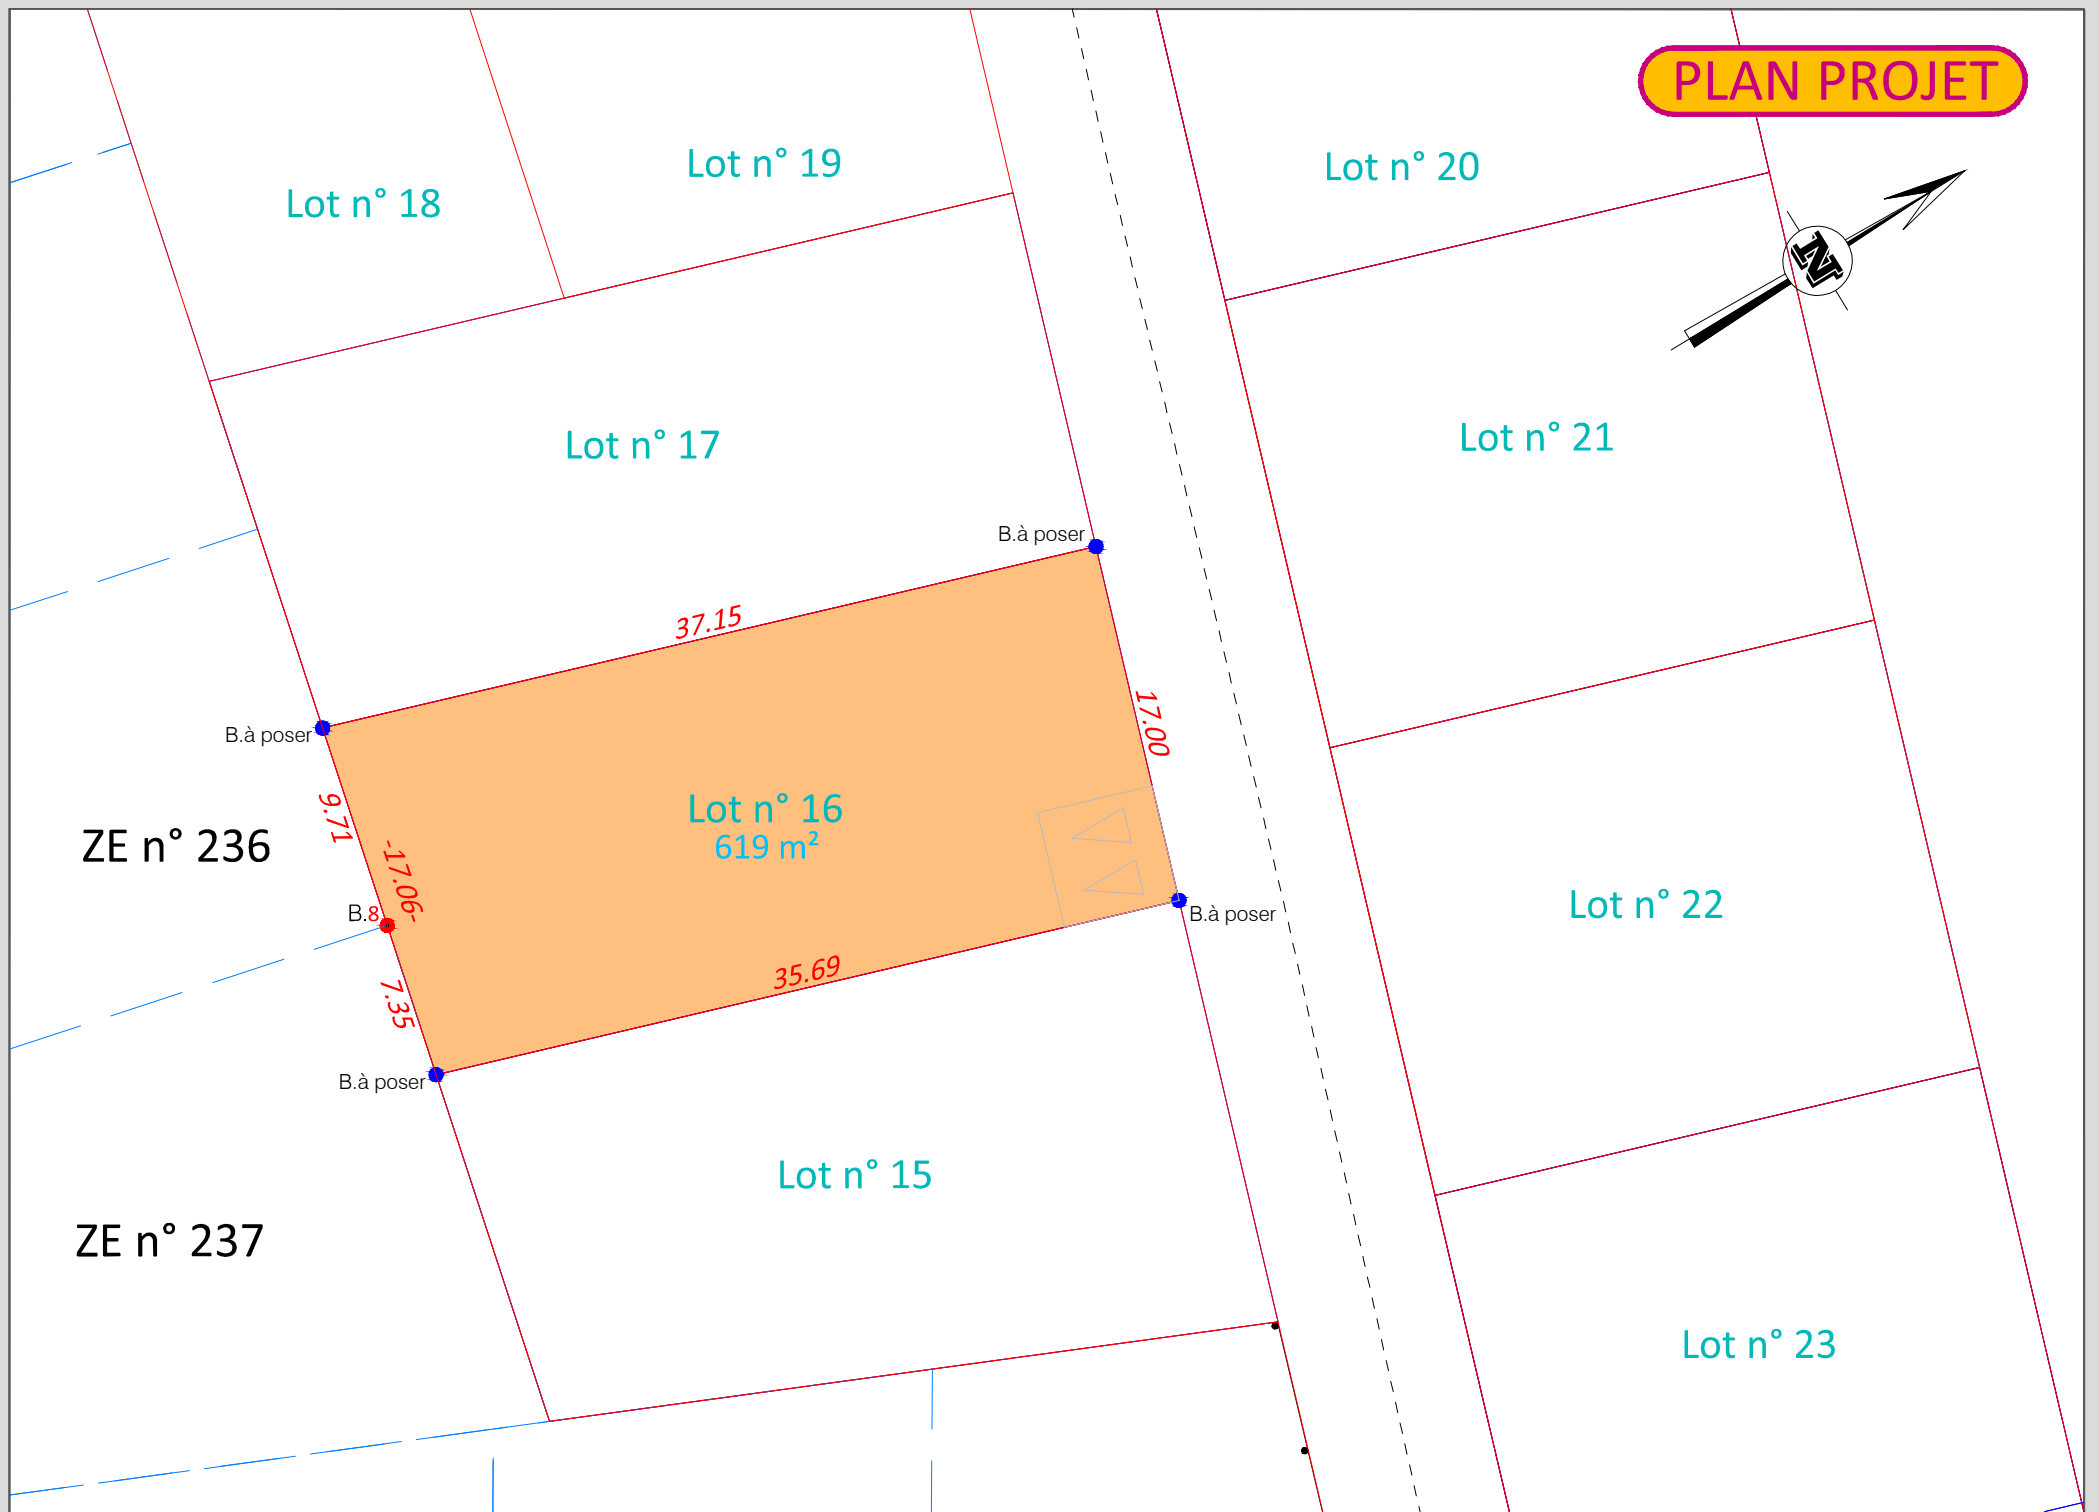 PLAN PROJET
Lot n° 19
Lot n° 20
Lot n° 18
N
Lot n° 21
Lot n° 17
B.à poser
37.15
17.00
B.à poser
9.71
Lot n° 16
619 m²
ZE n° 236
-17.06-
B.8
B.à poser
Lot n° 22
35.69
7.35
B.à poser
Lot n° 15
ZE n° 237
Lot n° 23